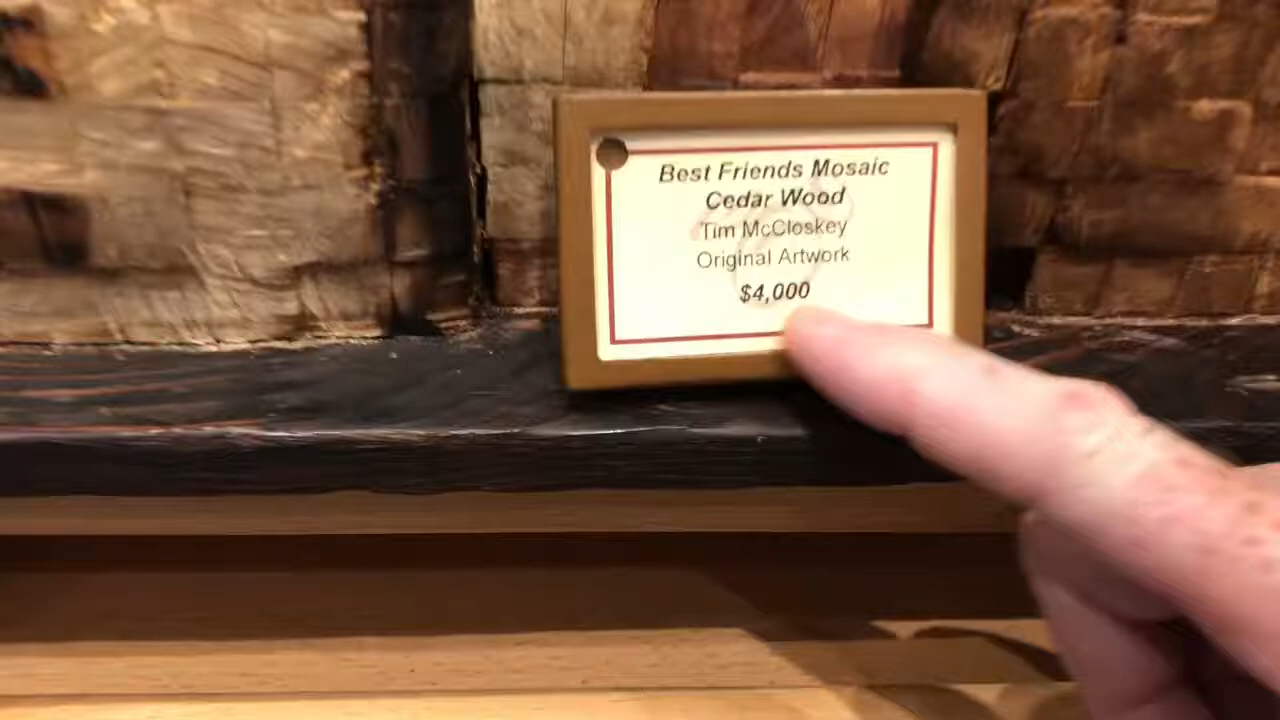 Best Friends Mosaic
Cedar Wood
Tim McCloskey
Original Artwork
$4,000